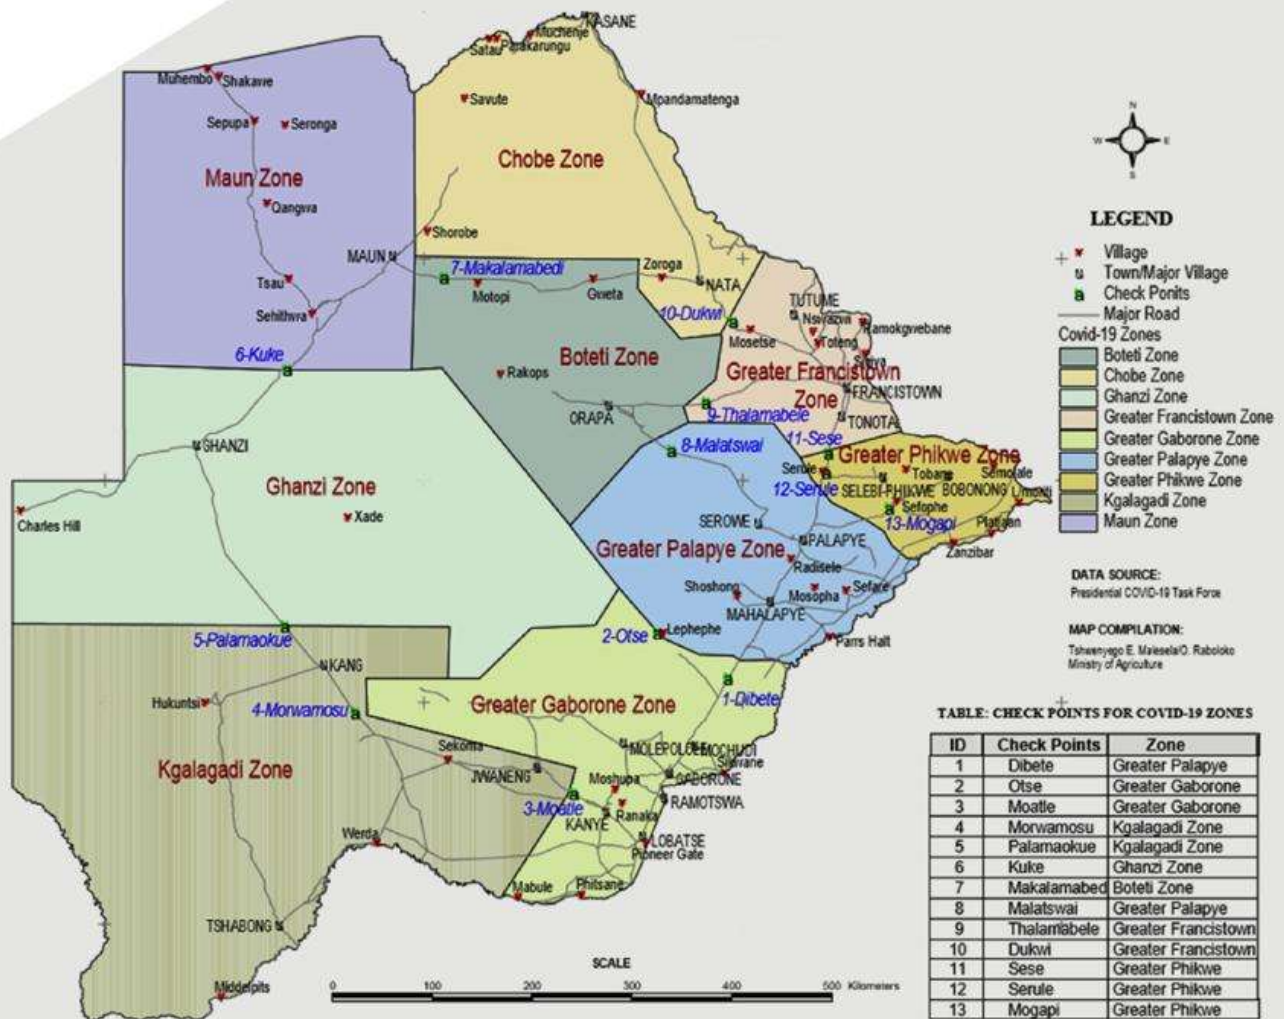 KASANE
Muchenje
Satau
Parakarungu
Muhembo
Shakawe
Savute
Mpandamatenga
Sepupa
Seronga
Chobe Zone
Maun Zone
Qangwa
Shorobe
MAUN
7-Makalamabedi
Zoroga
Tsau
Motopi
Gweta
NATA
TUTUME
Sehithwa
10-Dukwi
Nswazwi
Ramokgwebane
Mosetse
Toteng
6-Kuke
Boteti Zone
Rakops
Greater Francistown
Zone
FRANCISTOWN
ORAPA
9-Thalamabele
TONOTA
GHANZI
8-Malatswai
11-Sese
Greater Phikwe Zone
Serule
Tobane
Semolale
Ghanzi Zone
12-Serule
SELEBI-PHIKWE
BOBONONG
Charles Hill
Xade
SEROWE
Sefophe
13-Mogapi
Platjan
PALAPYE
Zanzibar
Greater Palapye Zone
Radisele
Shoshong
Mosopha
Sefare
MAHALAPYE
5-Palamaokue
2-Otse
Lephephe
Parrs Halt
KANG
Hukuntsi
4-Morwamosu
Greater Gaborone Zone
1-Dibete
Sekoma
MOLEPOLOLE
MOCHUDI
Kgalagadi Zone
JWANENG
Sikwane
Moshupa
GABORONE
3-Moatle
RAMOTSWA
Ranaka
KANYE
Werda
LOBATSE
Pioneer Gate
Mabule
Phitsane
TSHABONG
Middelpits
N
W
E
S
LEGEND
Village
Town/Major Village
a Check Ponits
Major Road
Covid-19 Zones
Boteti Zone
Chobe Zone
Ghanzi Zone
Greater Francistown Zone
Greater Gaborone Zone
Greater Palapye Zone
Greater Phikwe Zone
Kgalagadi Zone
Maun Zone
DATA SOURCE:
Presidential COVID-19 Task Force
MAP COMPILATION:
Tshwenyego E. Malesela/O. Raboloko
Ministry of Agriculture
SCALE
0 100 200 300 400 500 Kilometers
TABLE: CHECK POINTS FOR COVID-19 ZONES
ID Check Points Zone
1 Dibete Greater Palapye
2 Otse Greater Gaborone
3 Moatle Greater Gaborone
4 Morwamosu Kgalagadi Zone
5 Palamaokue Kgalagadi Zone
6 Kuke Ghanzi Zone
7 Makalamabed Boteti Zone
8 Malatswai Greater Palapye
9 Thalamabele Greater Francistown
10 Dukwi Greater Francistown
11 Sese Greater Phikwe
12 Serule Greater Phikwe
13 Mogapi Greater Phikwe